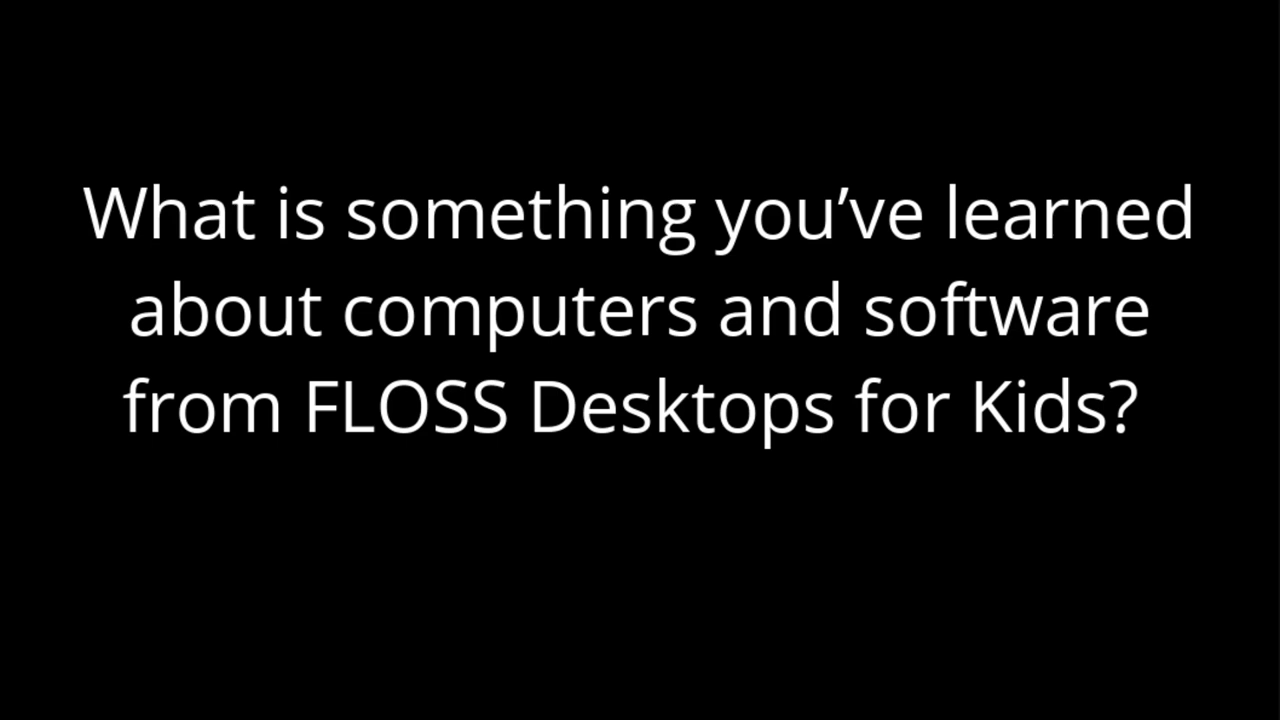 What is something you’ve learned
about computers and software
from FLOSS Desktops for Kids?